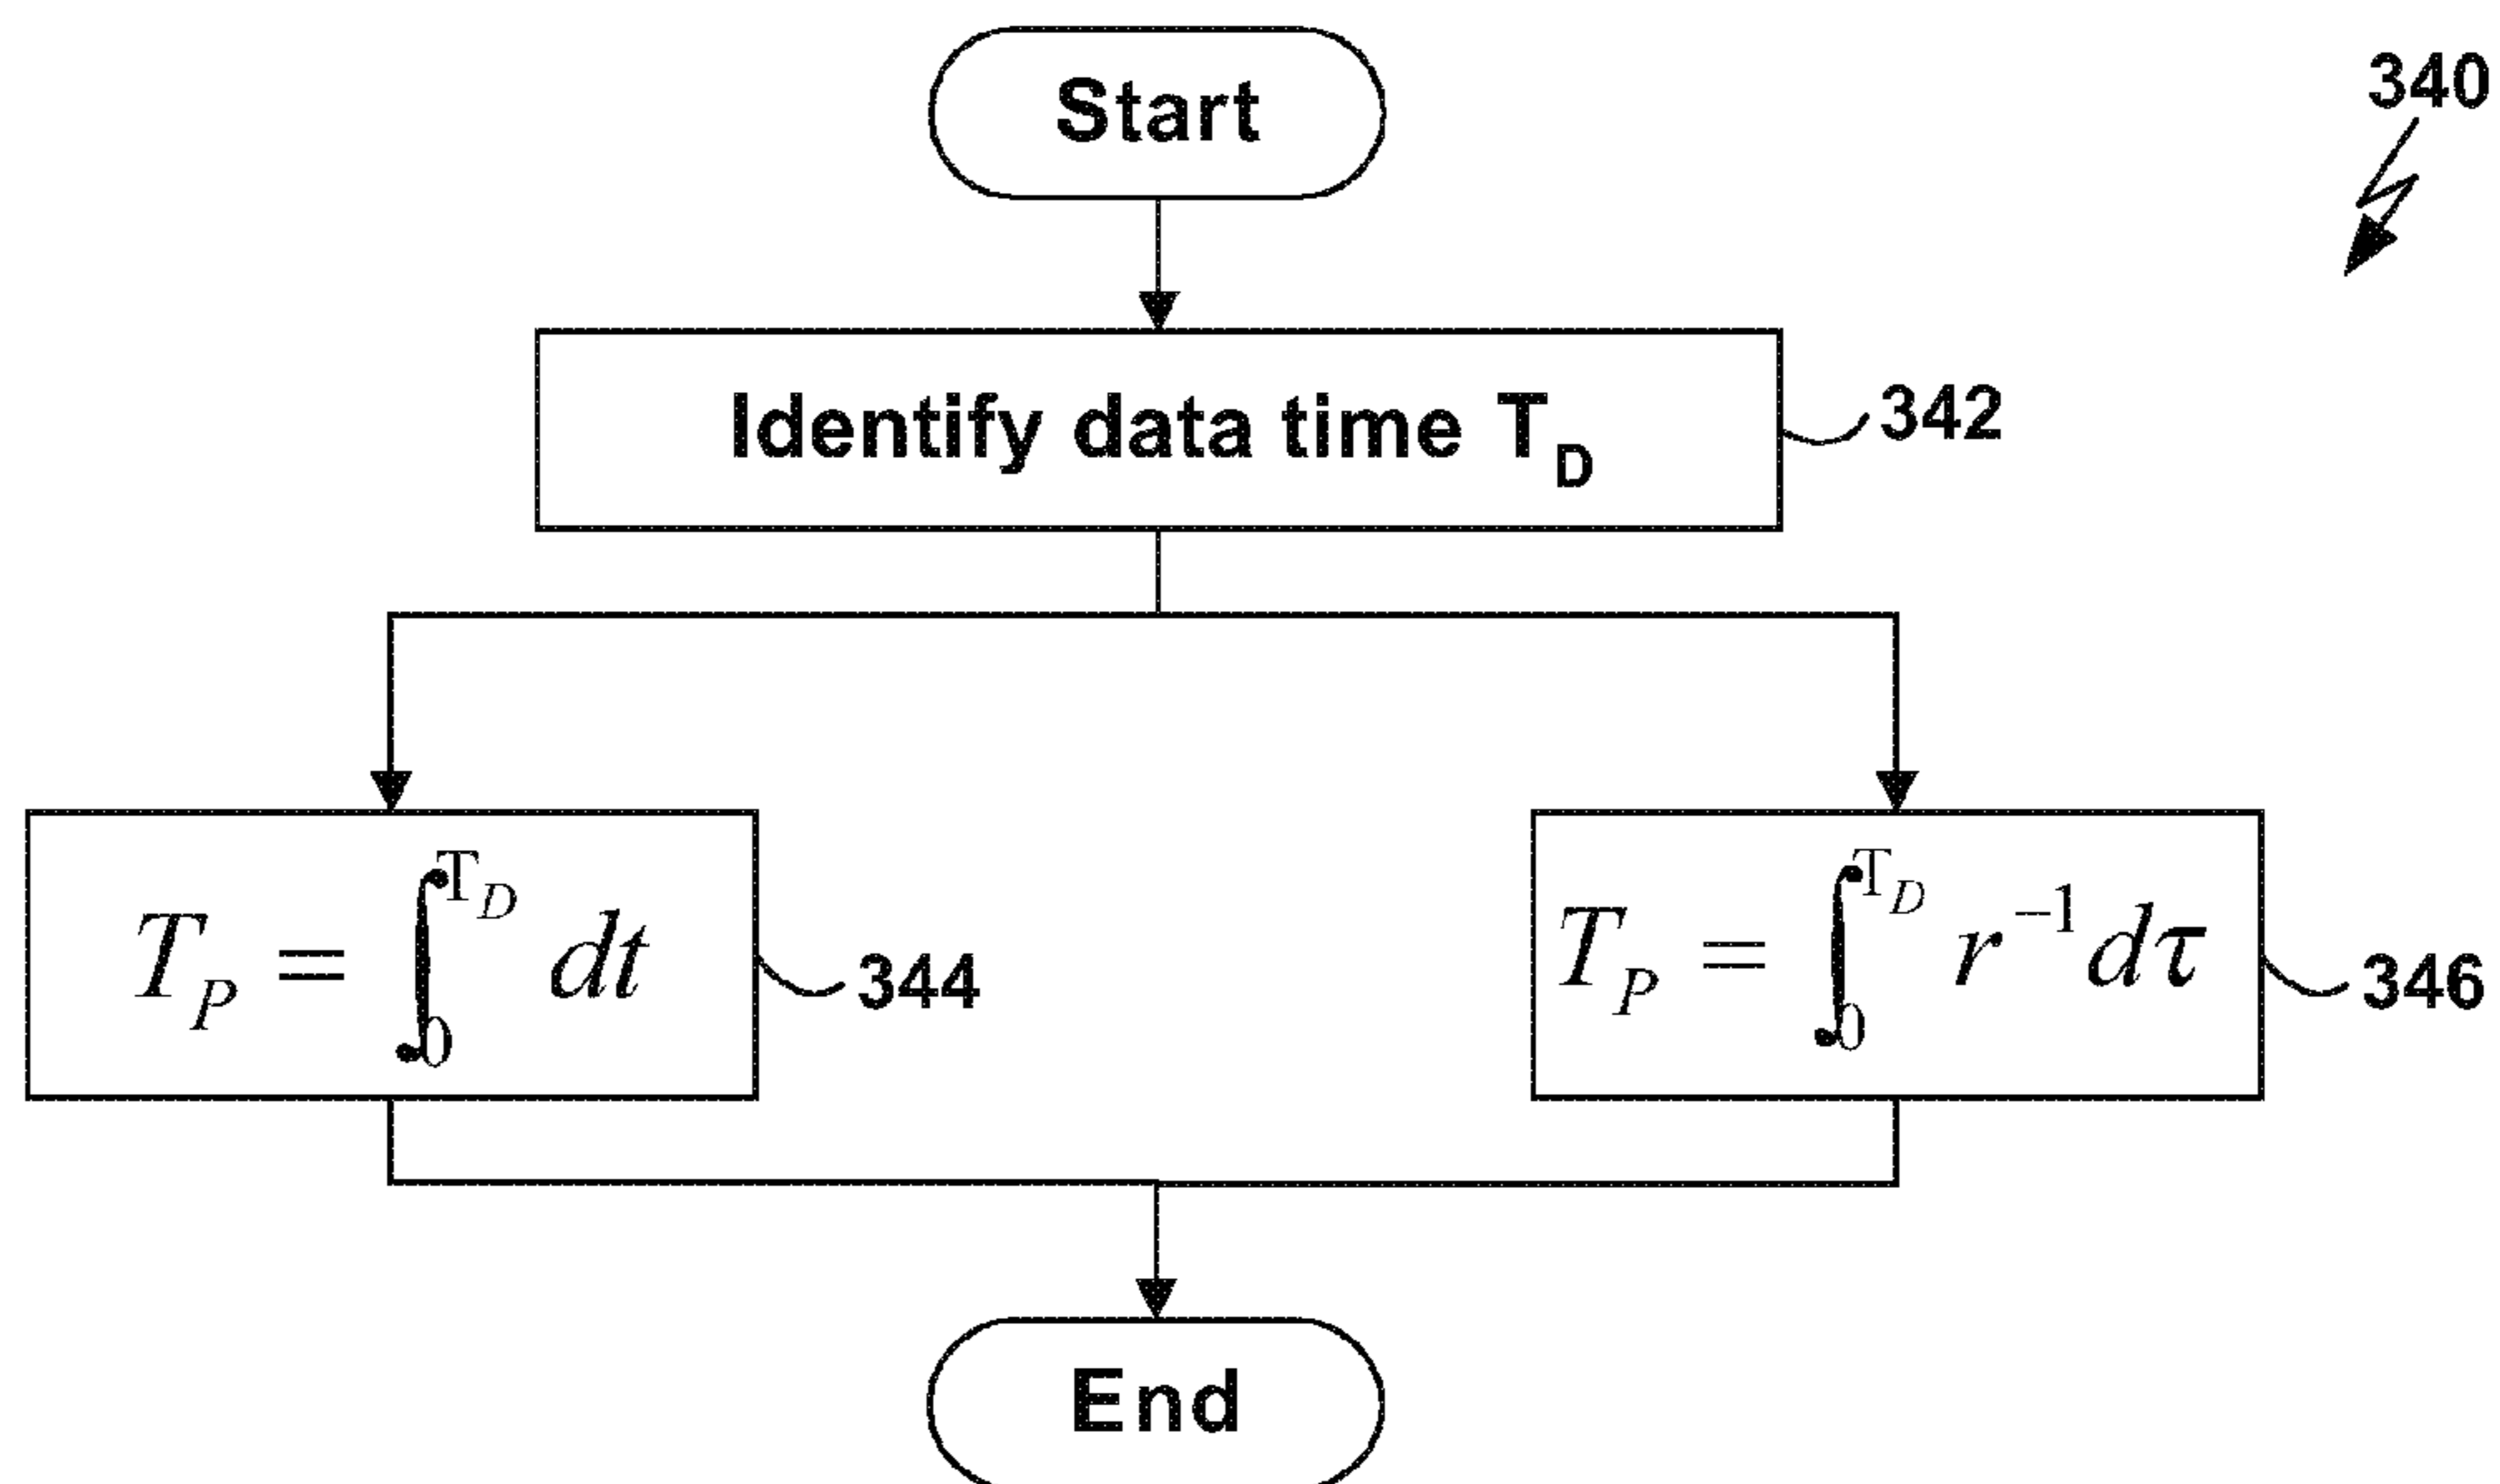 Start
340
Identify data time T_D
342
T_P = ∫_0^{T_D} dt
344
T_P = ∫_0^{T_D} r^{-1} dτ
346
End